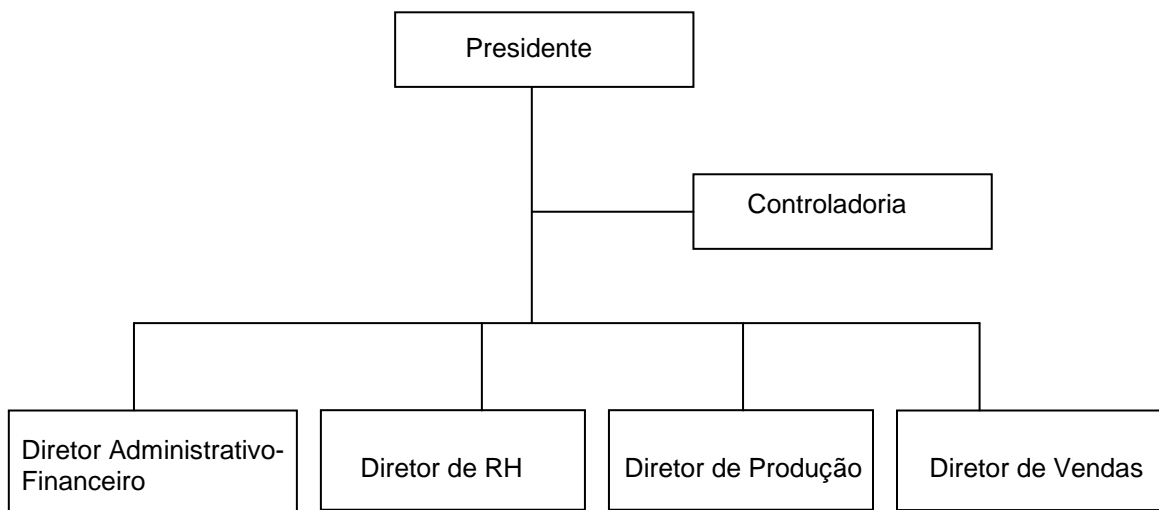 Presidente
Controladoria
Diretor Administrativo-
Financeiro
Diretor de RH
Diretor de Produção
Diretor de Vendas